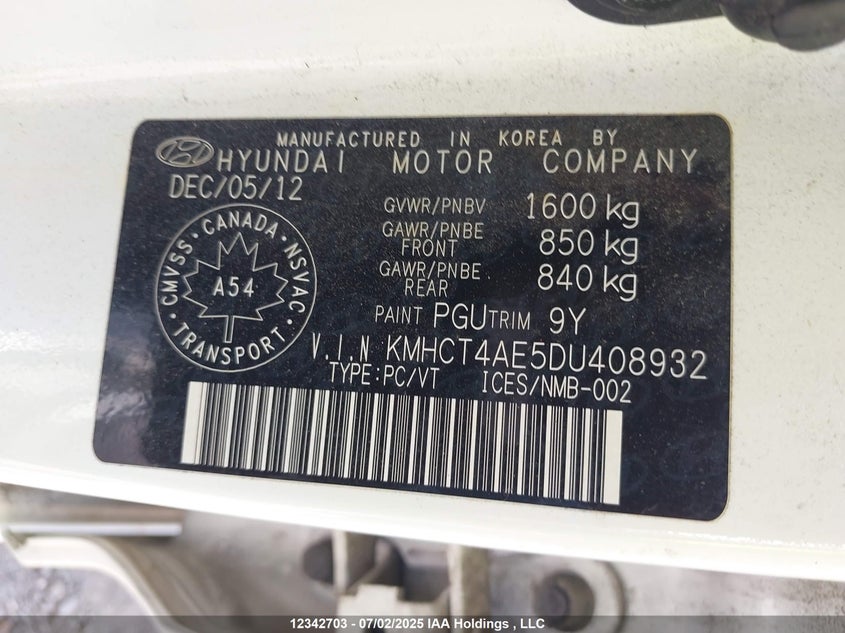 MANUFACTURED IN KOREA BY
HYUNDAI MOTOR COMPANY
DEC/05/12
GVWR/PNBV 1600 kg
GAWR/PNBE FRONT 850 kg
GAWR/PNBE REAR 840 kg
CMVSS · CANADA · NSVAC
A54
TRANSPORT
PAINT PGU TRIM 9Y
V.I.N KMHCT4AE5DU408932
TYPE:PC/VT ICES/NMB-002
12342703 - 07/02/2025 IAA Holdings , LLC